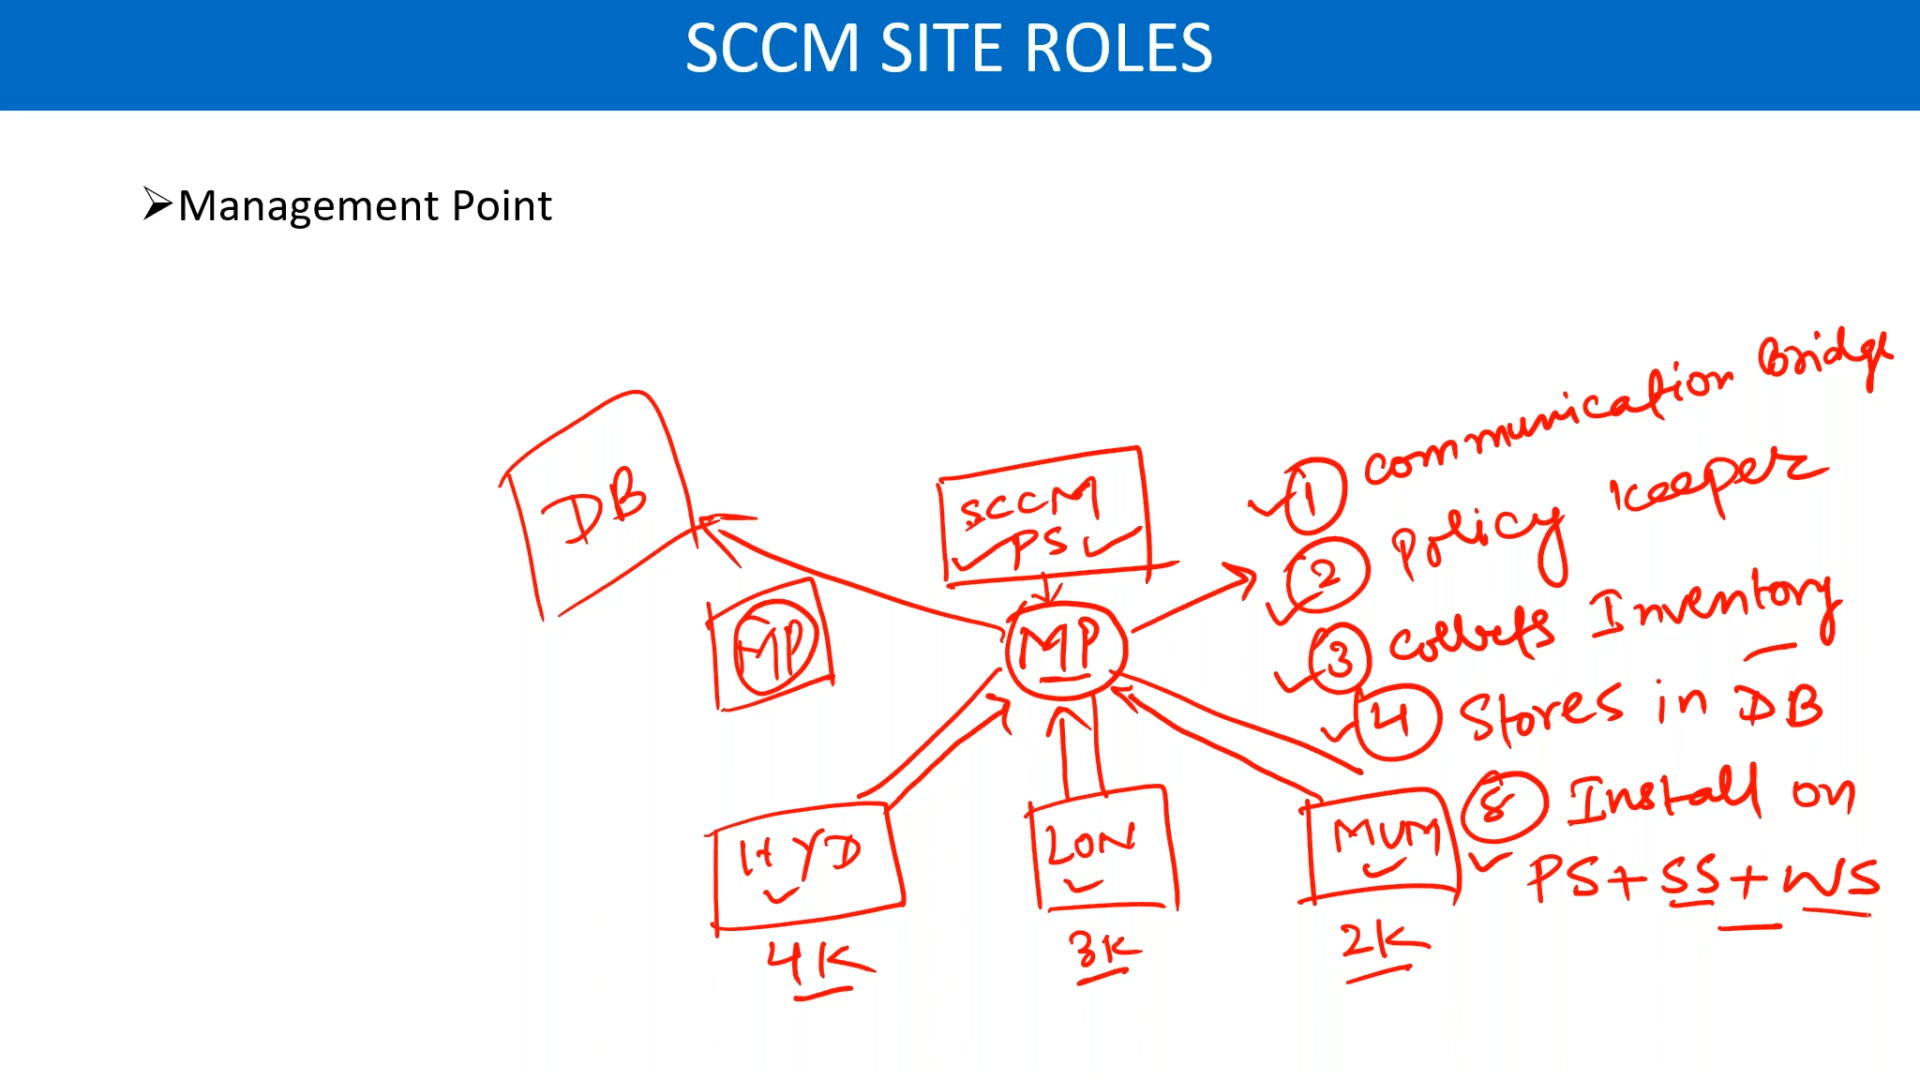 SCCM SITE ROLES
➢Management Point
DB
SCCM
PS
MP
MP
HYD
4K
LON
3K
MUM
2K
1 communication Bridge
2 Policy Keeper
3 collects Inventory
4 Stores in DB
5 Install on
PS+SS+WS